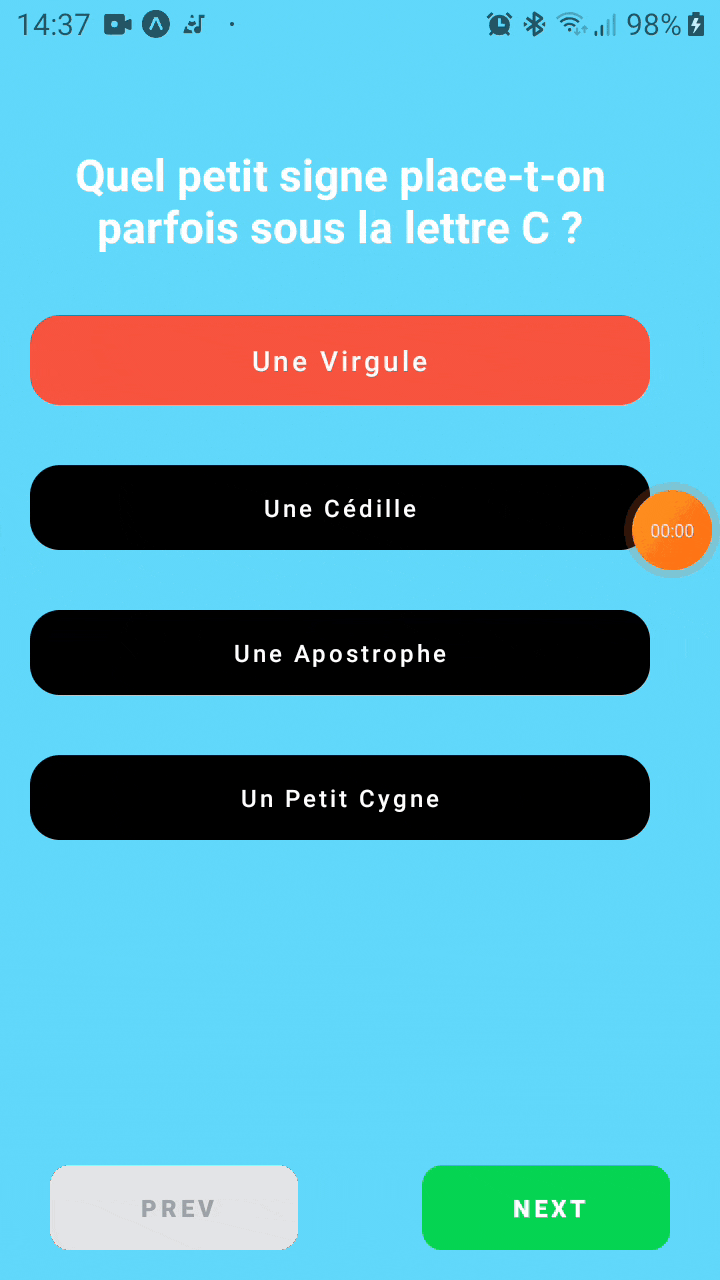 14:37
98%
Quel petit signe place-t-on
parfois sous la lettre C ?
Une Virgule
Une Cédille
00:00
Une Apostrophe
Un Petit Cygne
PREV
NEXT